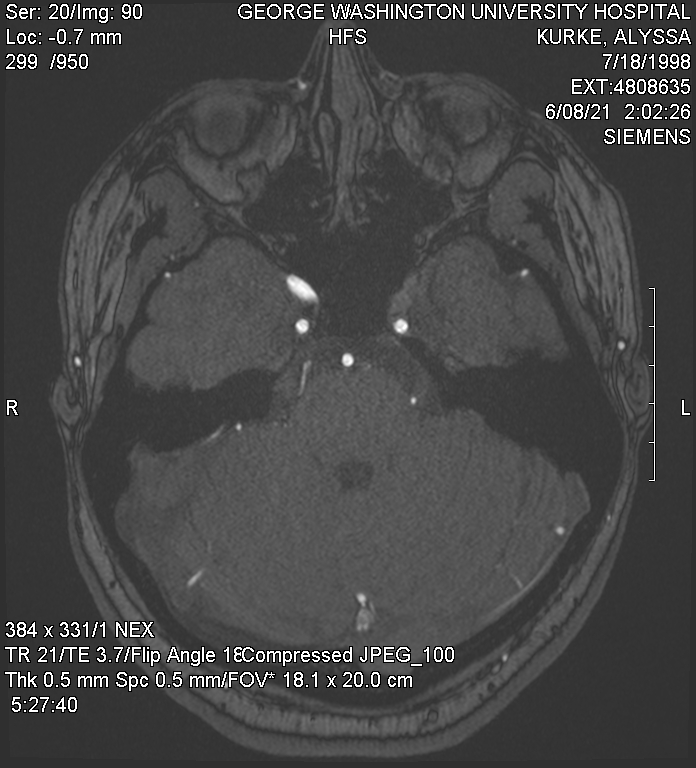 Ser: 20/Img: 90
Loc: -0.7 mm
299 /950
HFS
GEORGE WASHINGTON UNIVERSITY HOSPITAL
KURKE, ALYSSA
7/18/1998
EXT:4808635
6/08/21 2:02:26
SIEMENS
R
L
384 x 331/1 NEX
TR 21/TE 3.7/Flip Angle 18Compressed JPEG_100
Thk 0.5 mm Spc 0.5 mm/FOV* 18.1 x 20.0 cm
5:27:40